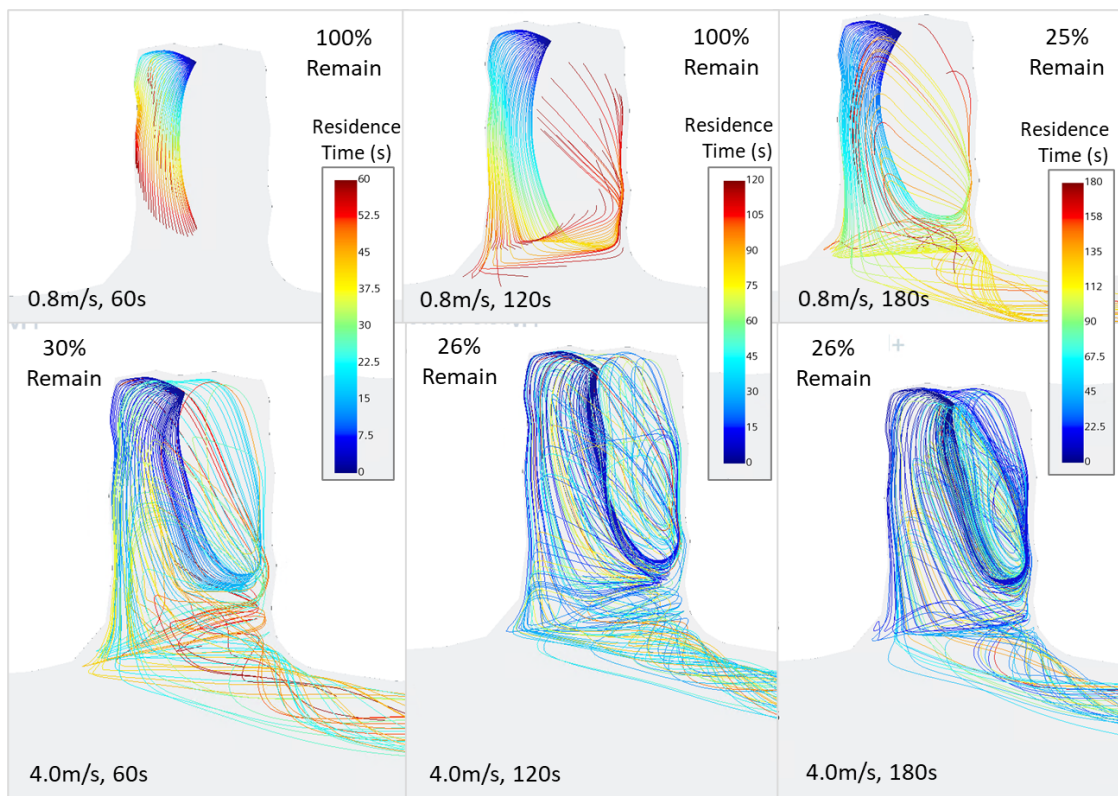 100%
Remain
Residence
Time (s)
60
52.5
45
37.5
30
22.5
15
7.5
0
0.8m/s, 60s
100%
Remain
Residence
Time (s)
120
105
90
75
60
45
30
15
0
0.8m/s, 120s
25%
Remain
Residence
Time (s)
180
158
135
112
90
67.5
45
22.5
0
0.8m/s, 180s
30%
Remain
4.0m/s, 60s
26%
Remain
4.0m/s, 120s
26%
Remain
4.0m/s, 180s